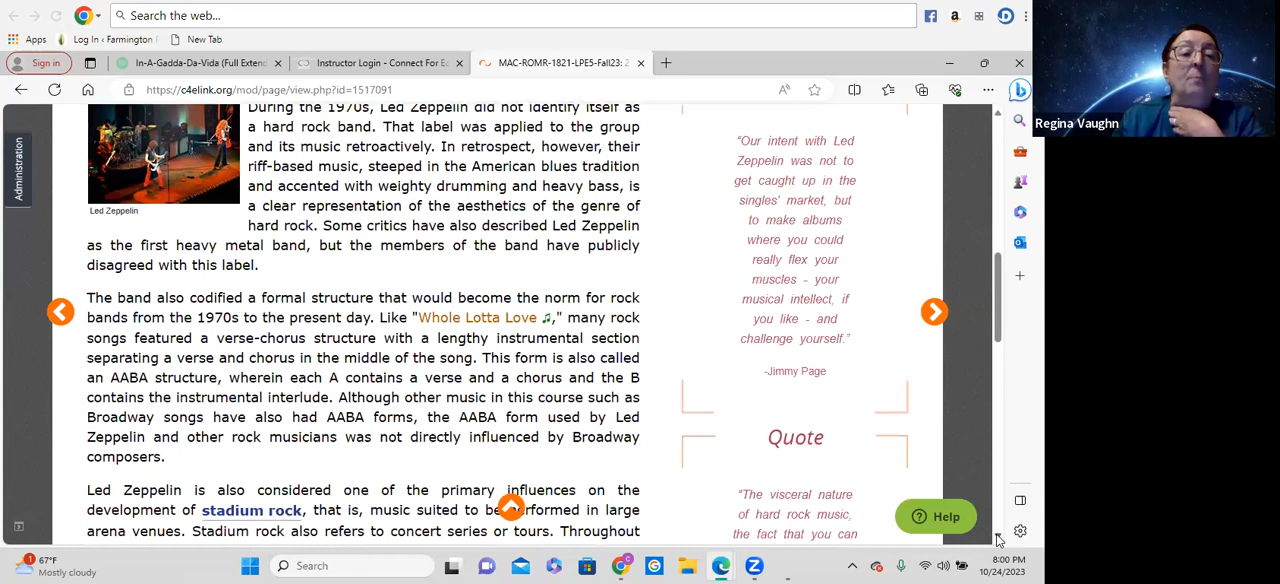 Search the web...
Apps
Log In ‹ Farmington
New Tab
Sign in
In-A-Gadda-Da-Vida (Full Extend
Instructor Login - Connect For Ed
MAC-ROMR-1821-LPE5-Fall23: 2
https://c4elink.org/mod/page/view.php?id=1517091
Regina Vaughn
Administration
During the 1970s, Led Zeppelin did not identify itself as
a hard rock band. That label was applied to the group
and its music retroactively. In retrospect, however, their
riff-based music, steeped in the American blues tradition
and accented with weighty drumming and heavy bass, is
a clear representation of the aesthetics of the genre of
hard rock. Some critics have also described Led Zeppelin
as the first heavy metal band, but the members of the band have publicly
disagreed with this label.
Led Zeppelin
The band also codified a formal structure that would become the norm for rock
bands from the 1970s to the present day. Like "Whole Lotta Love ♫," many rock
songs featured a verse-chorus structure with a lengthy instrumental section
separating a verse and chorus in the middle of the song. This form is also called
an AABA structure, wherein each A contains a verse and a chorus and the B
contains the instrumental interlude. Although other music in this course such as
Broadway songs have also had AABA forms, the AABA form used by Led
Zeppelin and other rock musicians was not directly influenced by Broadway
composers.
Led Zeppelin is also considered one of the primary influences on the
development of stadium rock, that is, music suited to be performed in large
arena venues. Stadium rock also refers to concert series or tours. Throughout
"Our intent with Led
Zeppelin was not to
get caught up in the
singles' market, but
to make albums
where you could
really flex your
muscles - your
musical intellect, if
you like - and
challenge yourself."
-Jimmy Page
Quote
"The visceral nature
of hard rock music,
the fact that you can
Help
67°F
Mostly cloudy
Search
8:00 PM
10/24/2023